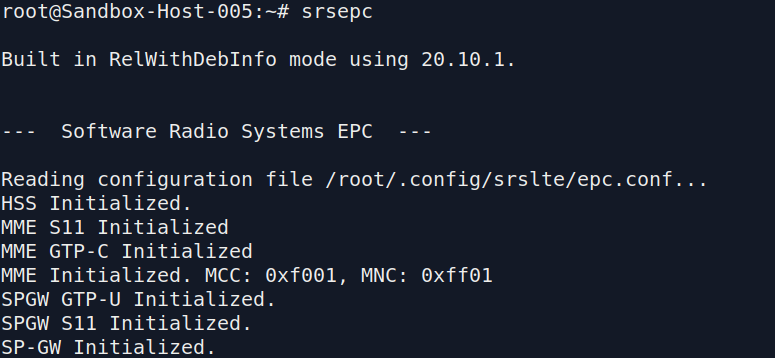 root@Sandbox-Host-005:~# srsepc
Built in RelWithDebInfo mode using 20.10.1.
---  Software Radio Systems EPC  ---
Reading configuration file /root/.config/srslte/epc.conf...
HSS Initialized.
MME S11 Initialized
MME GTP-C Initialized
MME Initialized. MCC: 0xf001, MNC: 0xff01
SPGW GTP-U Initialized.
SPGW S11 Initialized.
SP-GW Initialized.